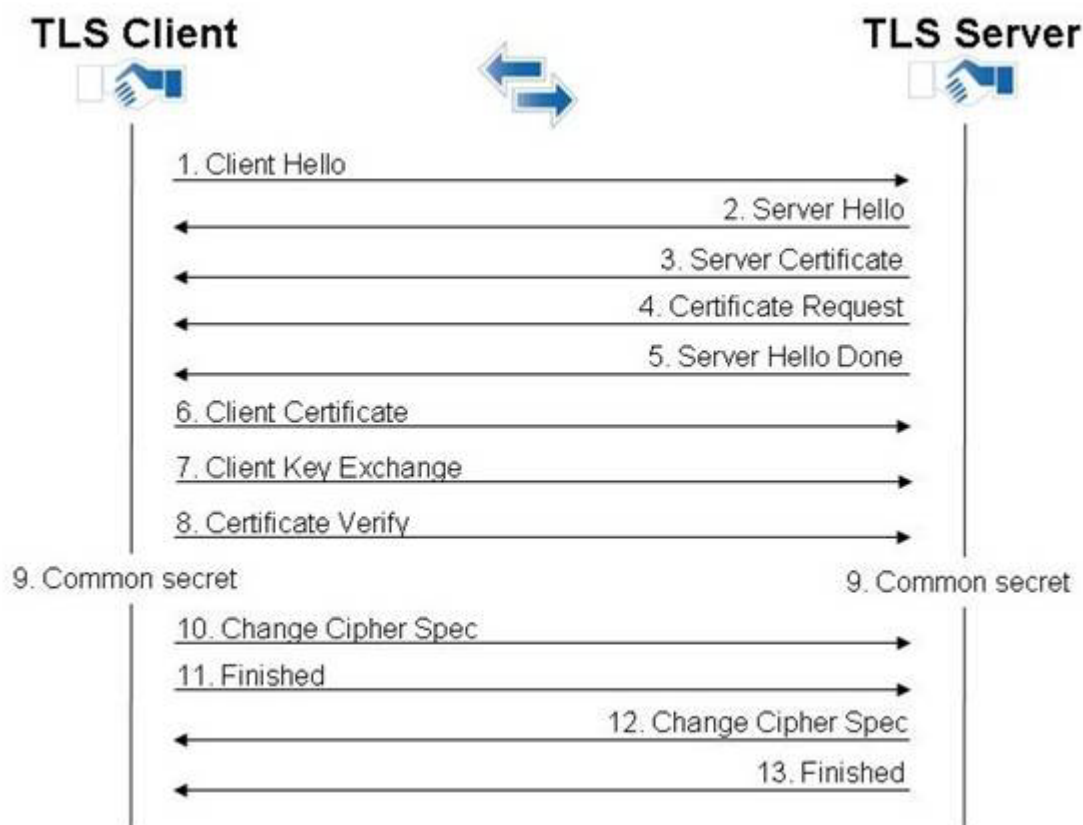 TLS Client
TLS Server
1. Client Hello
2. Server Hello
3. Server Certificate
4. Certificate Request
5. Server Hello Done
6. Client Certificate
7. Client Key Exchange
8. Certificate Verify
9. Common secret
9. Common secret
10. Change Cipher Spec
11. Finished
12. Change Cipher Spec
13. Finished